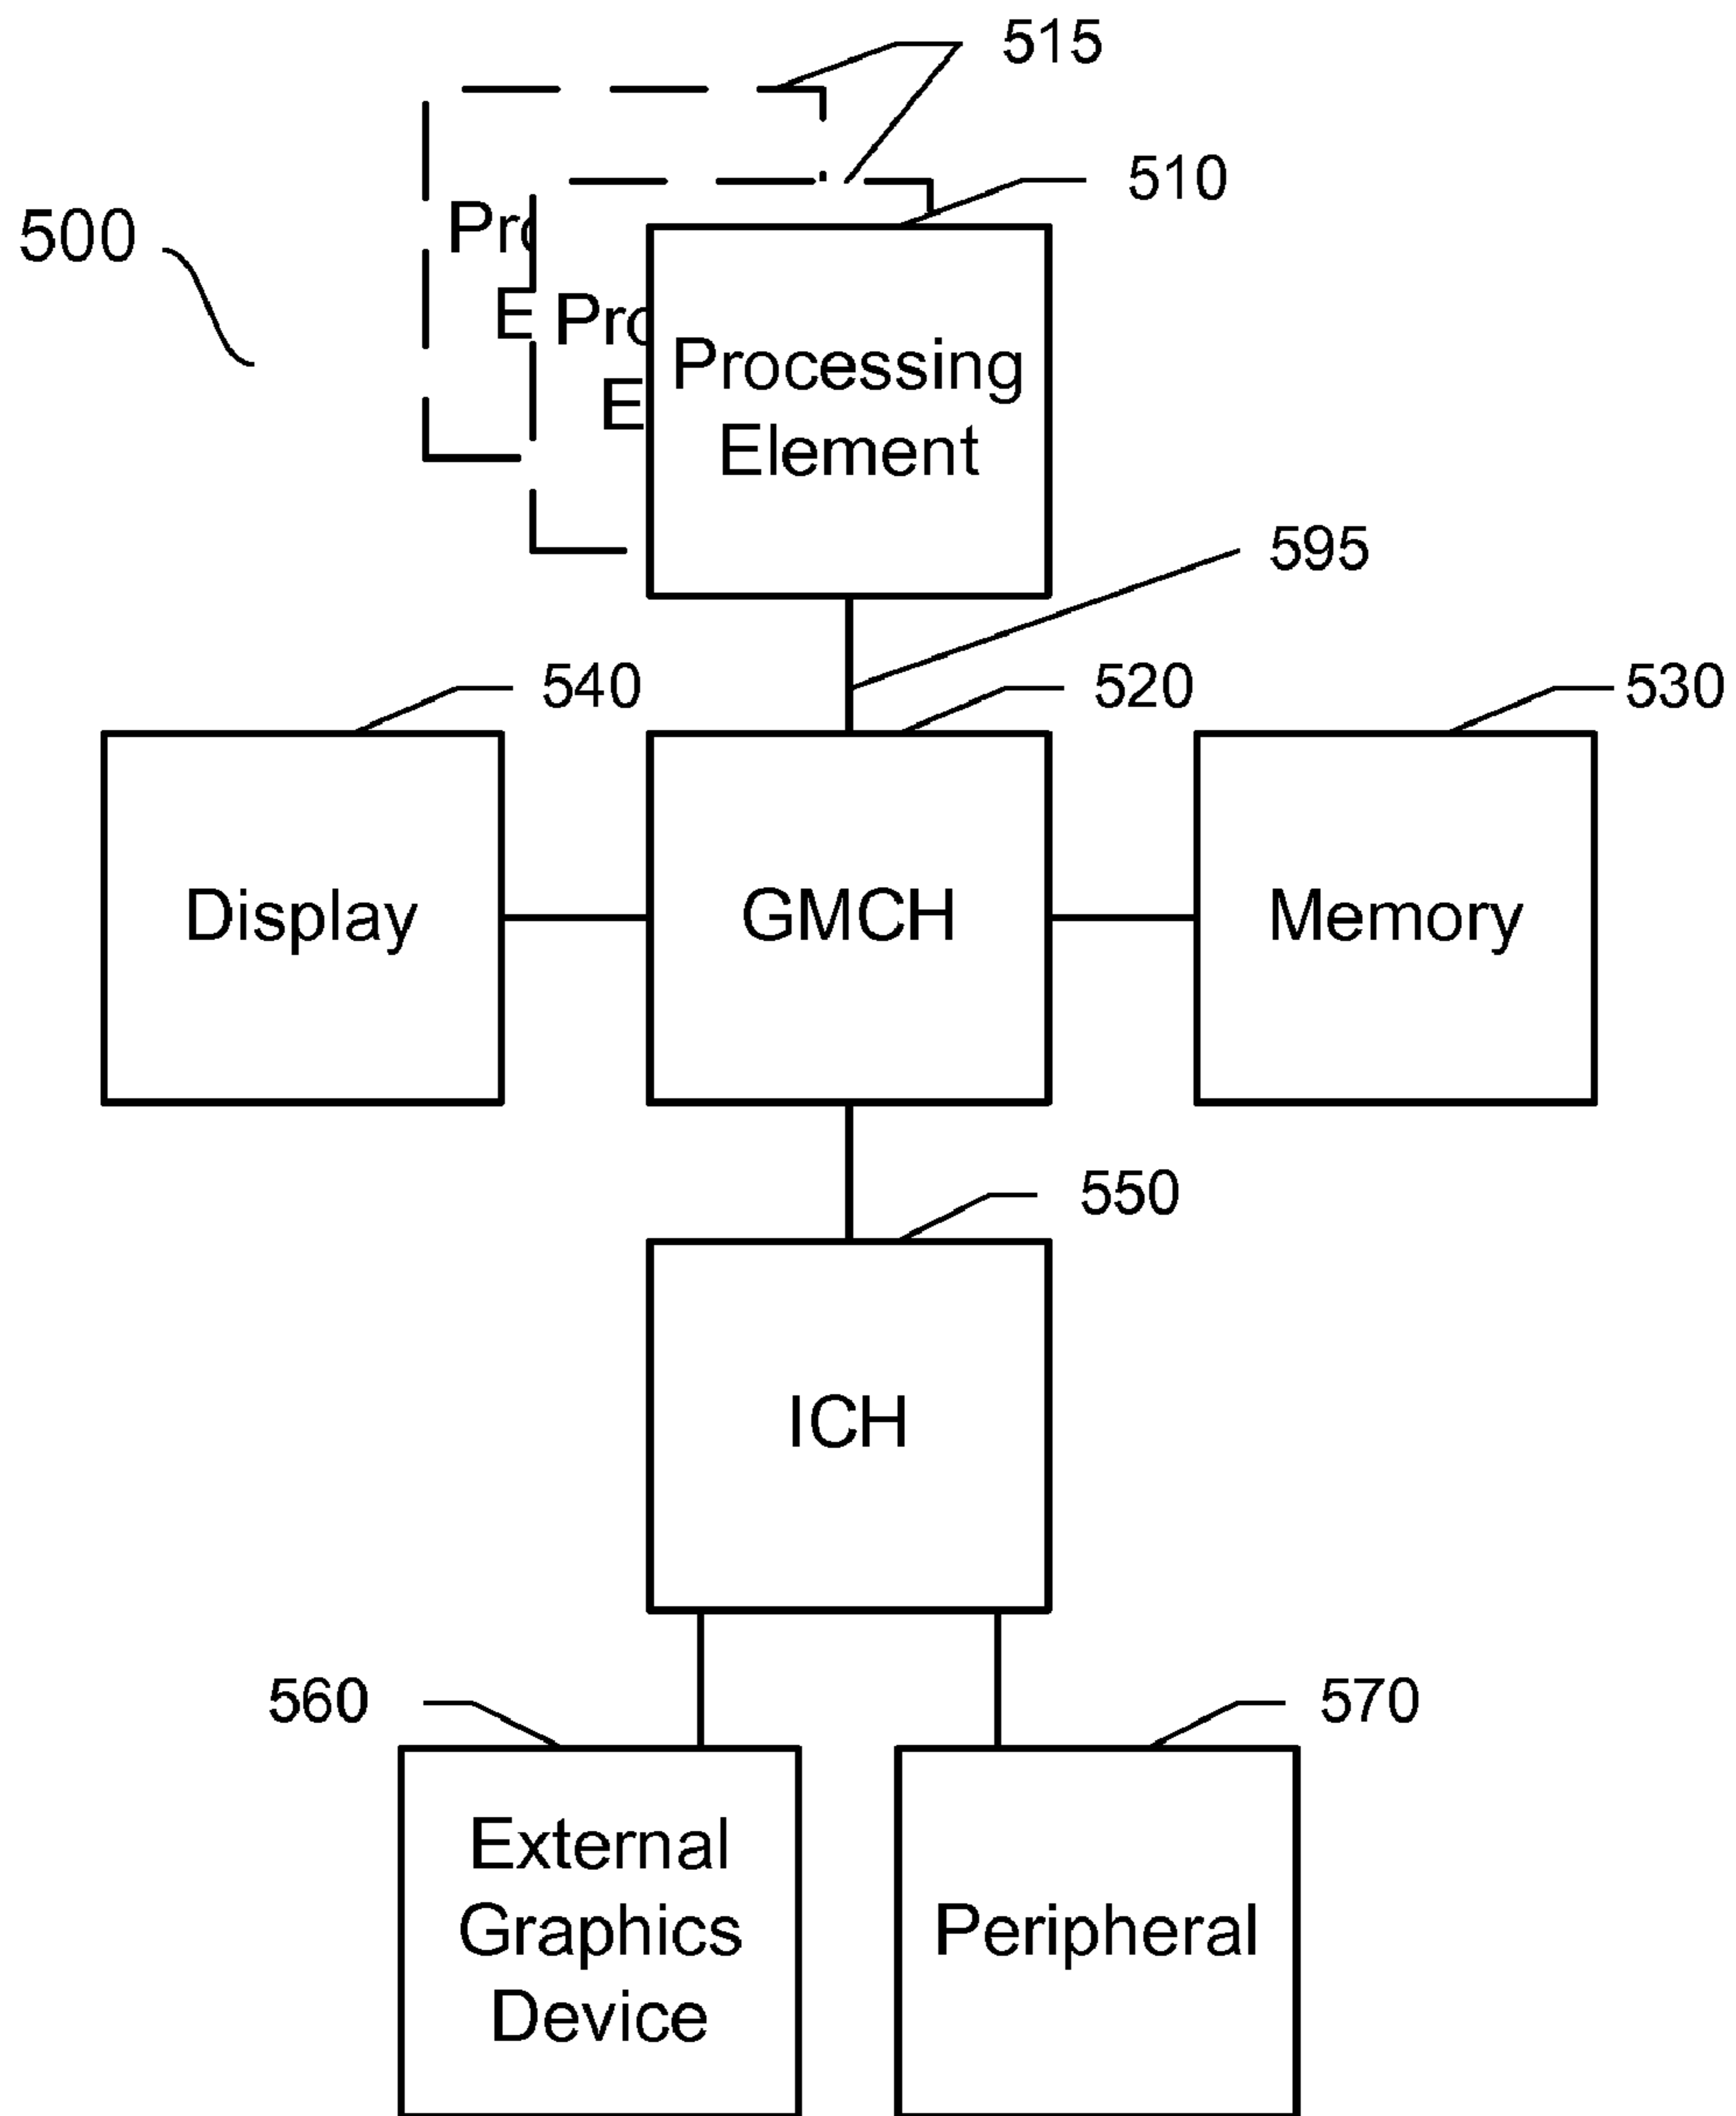 515
510
500
Pro
E
Pro
E
Processing
Element
595
540
520
530
Display
GMCH
Memory
550
ICH
560
570
External
Graphics
Device
Peripheral